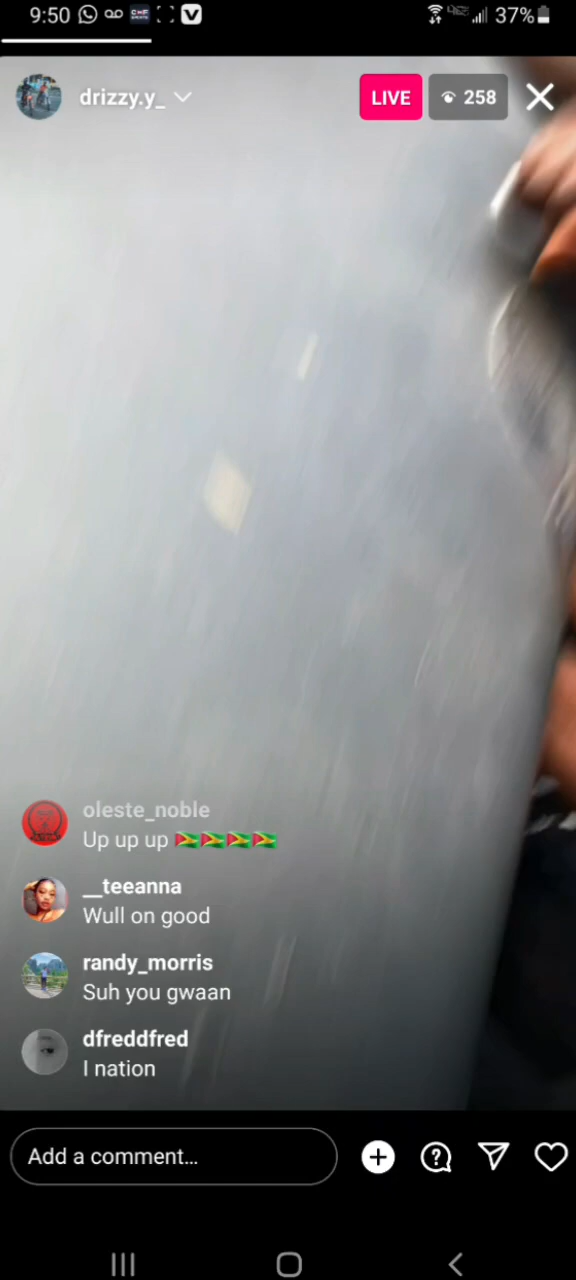 9:50
37%
drizzy.y_
LIVE
258
oleste_noble
Up up up 🇬🇾🇬🇾🇬🇾🇬🇾
__teeanna
Wull on good
randy_morris
Suh you gwaan
dfreddfred
I nation
Add a comment...